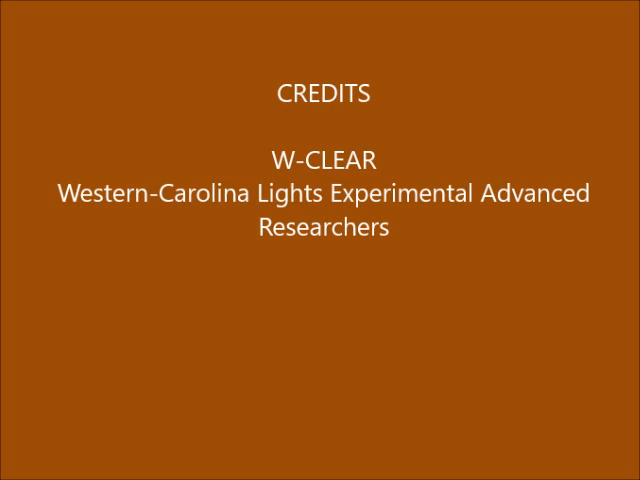 CREDITS
W-CLEAR
Western-Carolina Lights Experimental Advanced
Researchers